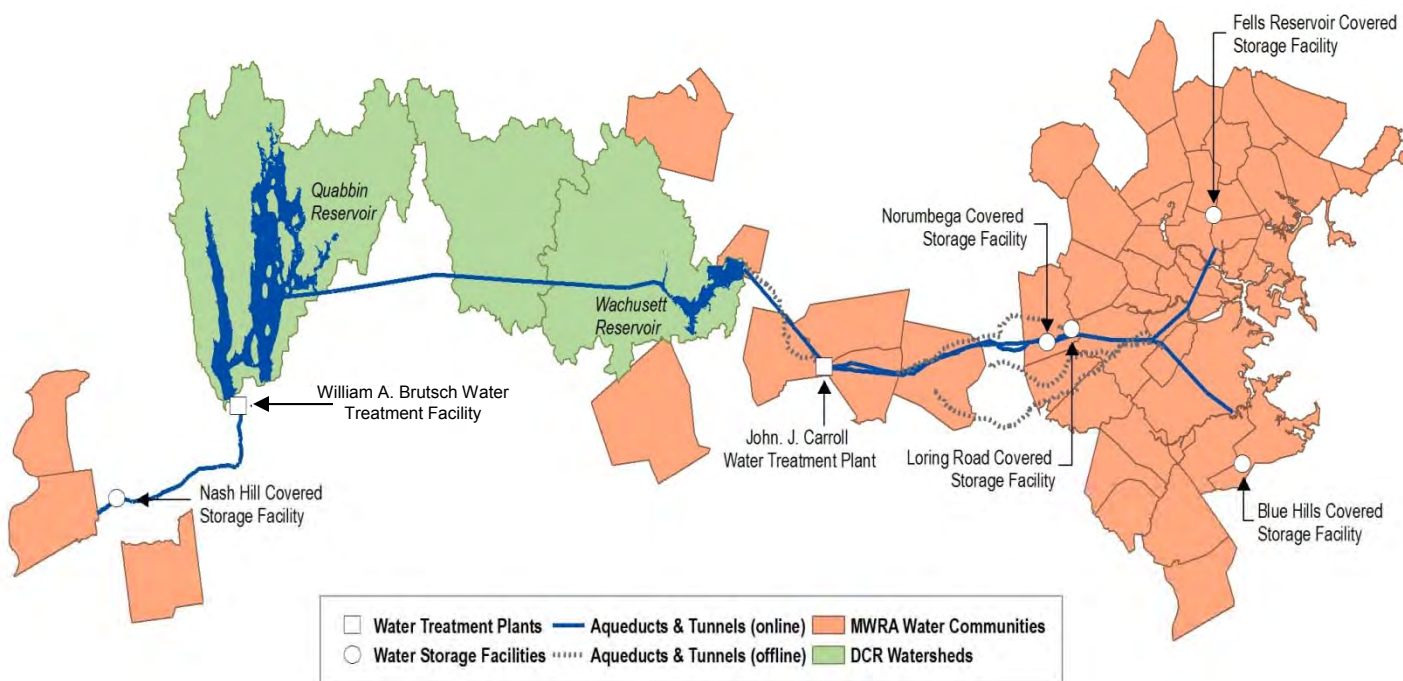 Fells Reservoir Covered
Storage Facility
Quabbin
Reservoir
Norumbega Covered
Storage Facility
Wachusett
Reservoir
William A. Brutsch Water
Treatment Facility
John. J. Carroll
Water Treatment Plant
Loring Road Covered
Storage Facility
Nash Hill Covered
Storage Facility
Blue Hills Covered
Storage Facility
Water Treatment Plants
Aqueducts & Tunnels (online)
MWRA Water Communities
Water Storage Facilities
Aqueducts & Tunnels (offline)
DCR Watersheds